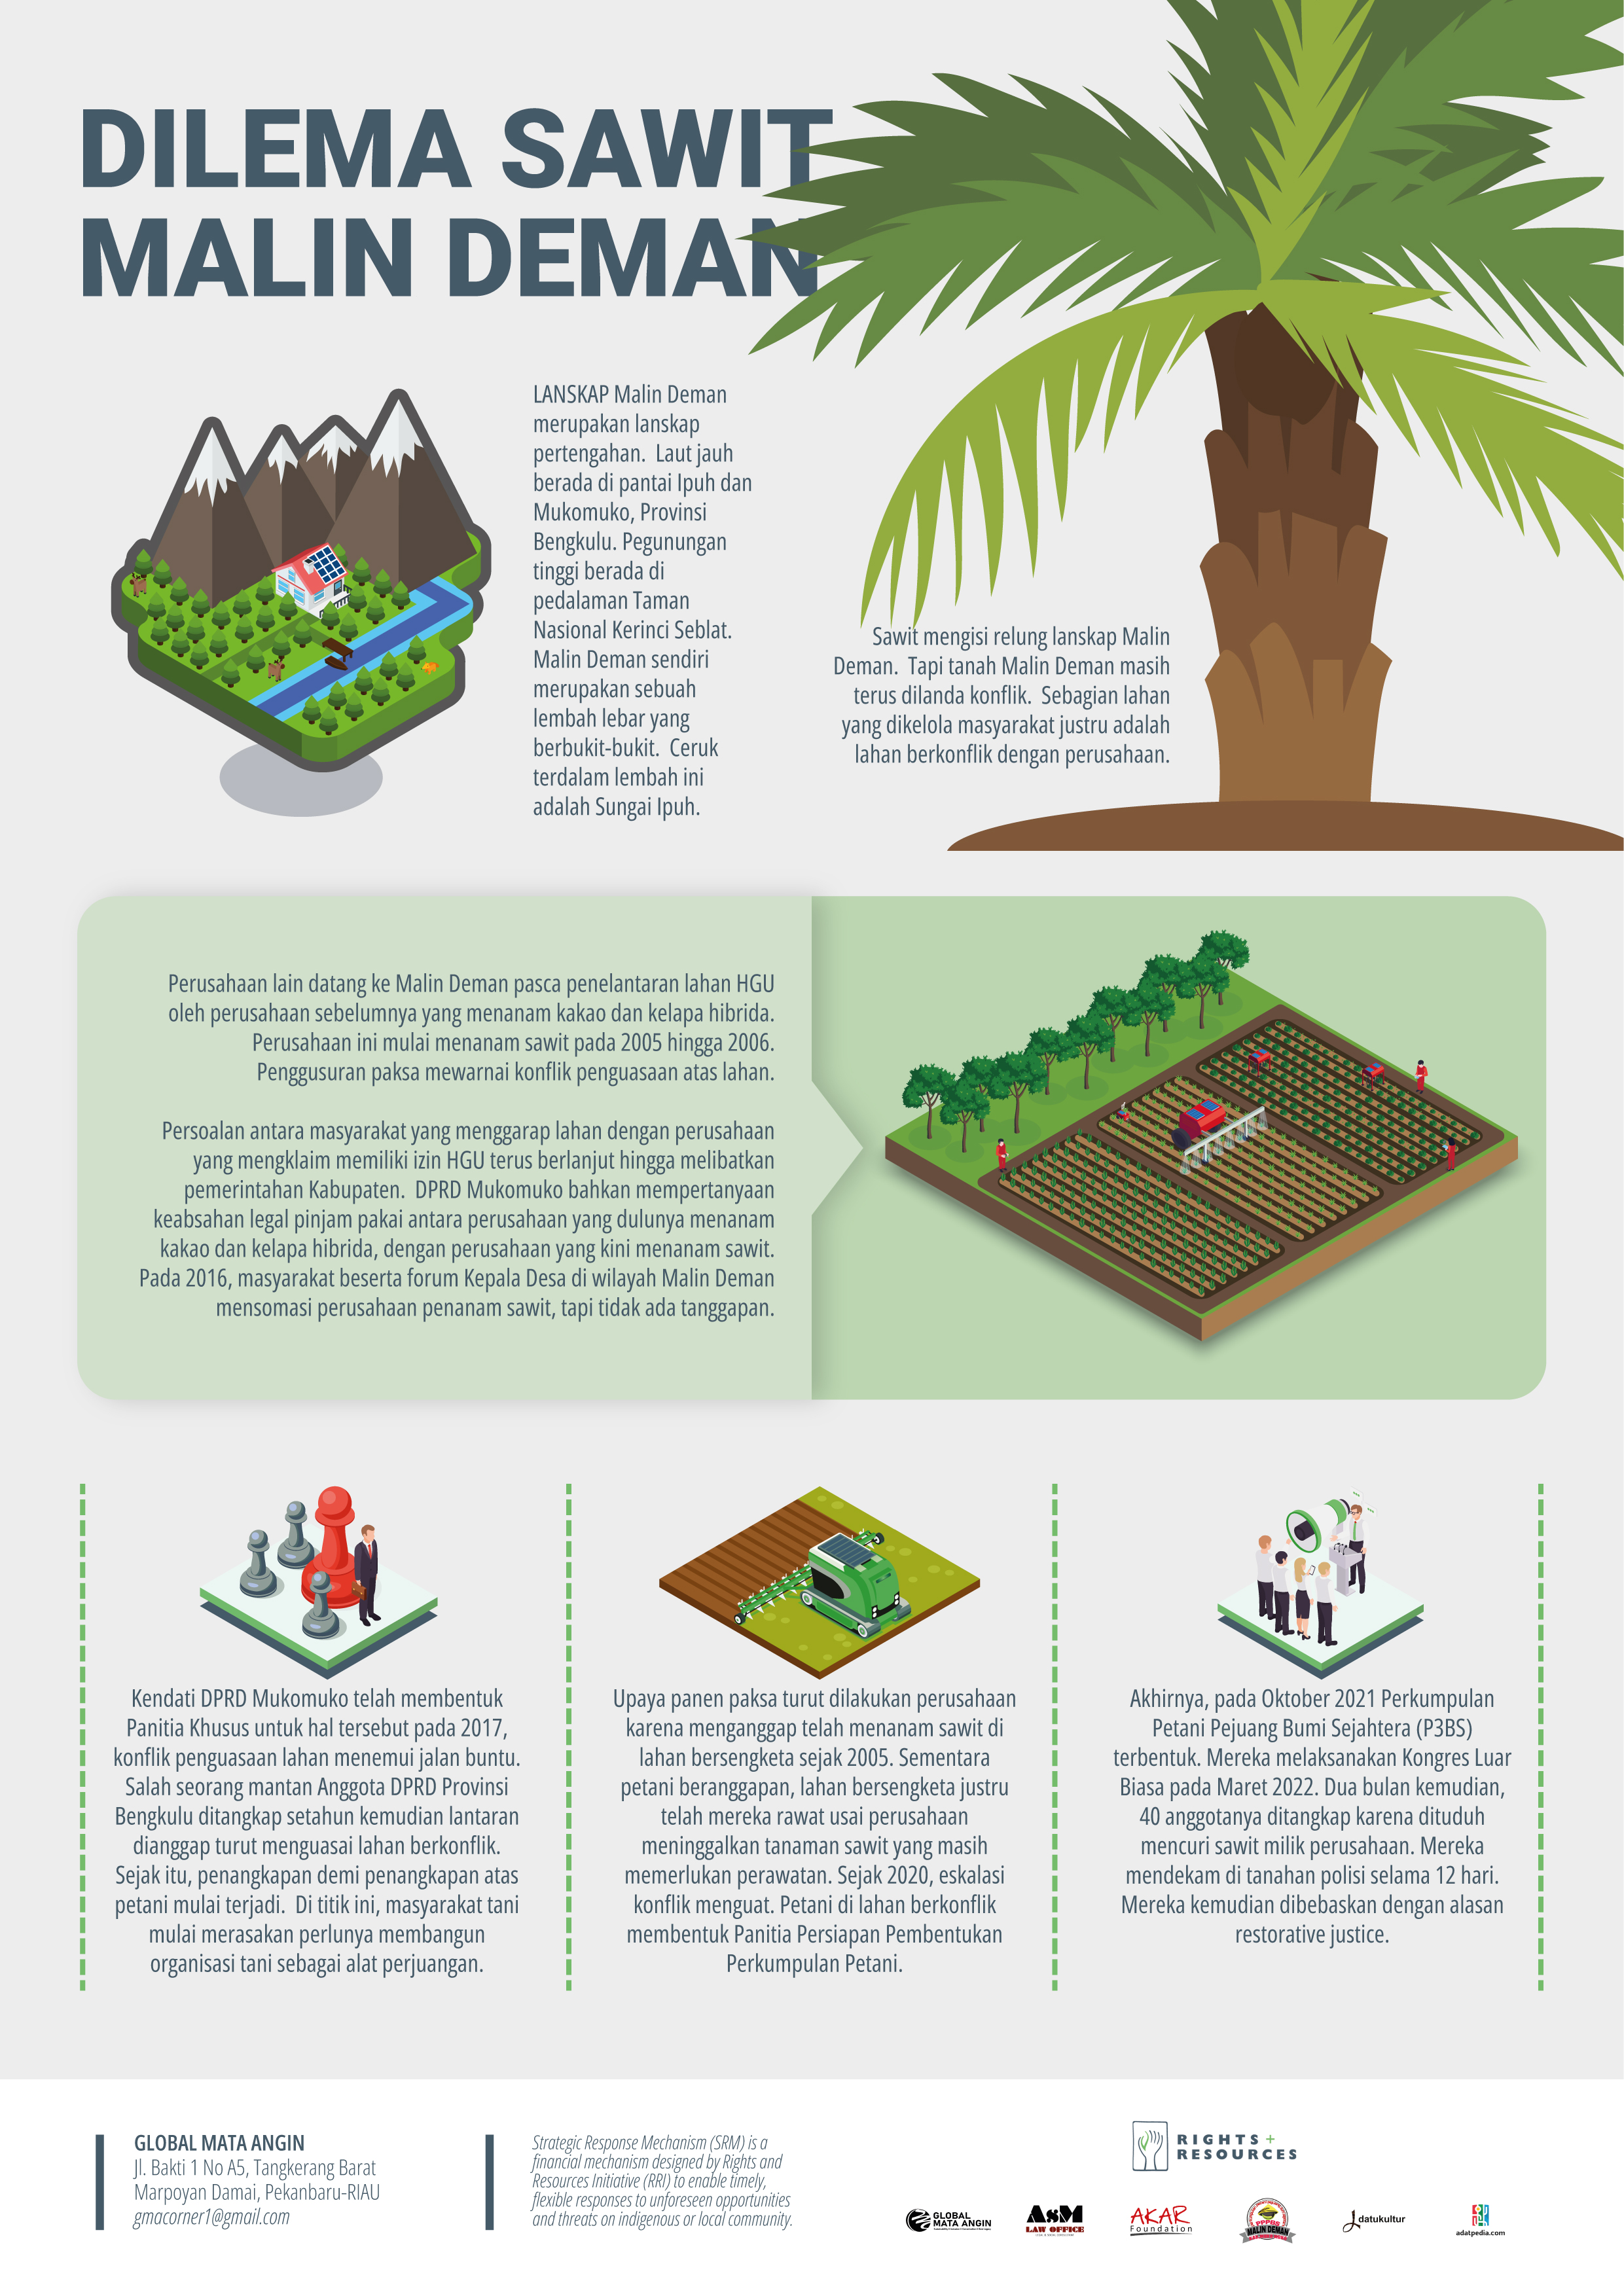 DILEMA SAWIT
MALIN DEMAN
LANSKAP Malin Deman
merupakan lanskap
pertengahan. Laut jauh
berada di pantai Ipuh dan
Mukomuko, Provinsi
Bengkulu. Pegunungan
tinggi berada di
pedalaman Taman
Nasional Kerinci Seblat.
Malin Deman sendiri
merupakan sebuah
lembah lebar yang
berbukit-bukit. Ceruk
terdalam lembah ini
adalah Sungai Ipuh.
Sawit mengisi relung lanskap Malin
Deman. Tapi tanah Malin Deman masih
terus dilanda konflik. Sebagian lahan
yang dikelola masyarakat justru adalah
lahan berkonflik dengan perusahaan.
Perusahaan lain datang ke Malin Deman pasca penelantaran lahan HGU
oleh perusahaan sebelumnya yang menanam kakao dan kelapa hibrida.
Perusahaan ini mulai menanam sawit pada 2005 hingga 2006.
Penggusuran paksa mewarnai konflik penguasaan atas lahan.
Persoalan antara masyarakat yang menggarap lahan dengan perusahaan
yang mengklaim memiliki izin HGU terus berlanjut hingga melibatkan
pemerintahan Kabupaten. DPRD Mukomuko bahkan mempertanyaan
keabsahan legal pinjam pakai antara perusahaan yang dulunya menanam
kakao dan kelapa hibrida, dengan perusahaan yang kini menanam sawit.
Pada 2016, masyarakat beserta forum Kepala Desa di wilayah Malin Deman
mensomasi perusahaan penanam sawit, tapi tidak ada tanggapan.
Kendati DPRD Mukomuko telah membentuk
Panitia Khusus untuk hal tersebut pada 2017,
konflik penguasaan lahan menemui jalan buntu.
Salah seorang mantan Anggota DPRD Provinsi
Bengkulu ditangkap setahun kemudian lantaran
dianggap turut menguasai lahan berkonflik.
Sejak itu, penangkapan demi penangkapan atas
petani mulai terjadi. Di titik ini, masyarakat tani
mulai merasakan perlunya membangun
organisasi tani sebagai alat perjuangan.
Upaya panen paksa turut dilakukan perusahaan
karena menganggap telah menanam sawit di
lahan bersengketa sejak 2005. Sementara
petani beranggapan, lahan bersengketa justru
telah mereka rawat usai perusahaan
meninggalkan tanaman sawit yang masih
memerlukan perawatan. Sejak 2020, eskalasi
konflik menguat. Petani di lahan berkonflik
membentuk Panitia Persiapan Pembentukan
Perkumpulan Petani.
Akhirnya, pada Oktober 2021 Perkumpulan
Petani Pejuang Bumi Sejahtera (P3BS)
terbentuk. Mereka melaksanakan Kongres Luar
Biasa pada Maret 2022. Dua bulan kemudian,
40 anggotanya ditangkap karena dituduh
mencuri sawit milik perusahaan. Mereka
mendekam di tanahan polisi selama 12 hari.
Mereka kemudian dibebaskan dengan alasan
restorative justice.
GLOBAL MATA ANGIN
Jl. Bakti 1 No A5, Tangkerang Barat
Marpoyan Damai, Pekanbaru-RIAU
gmacorner1@gmail.com
Strategic Response Mechanism (SRM) is a
financial mechanism designed by Rights and
Resources Initiative (RRI) to enable timely,
flexible responses to unforeseen opportunities
and threats on indigenous or local community.
RIGHTS +
RESOURCES
GLOBAL
MATA ANGIN
AsM
LAW OFFICE
AKAR
Foundation
PPPBS
MALIN DEMAN
datukultur
adatpedia.com